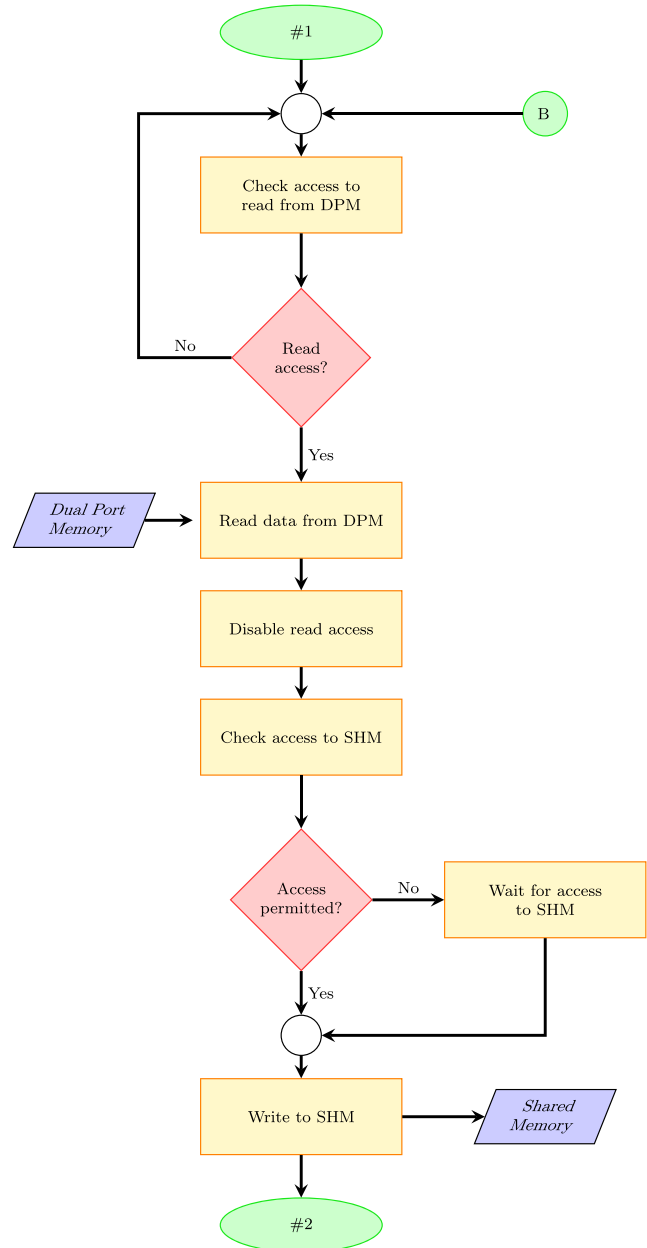 #1
B
Check access to
read from DPM
Read
access?
No
Yes
Dual Port
Memory
Read data from DPM
Disable read access
Check access to SHM
Access
permitted?
No
Wait for access
to SHM
Yes
Write to SHM
Shared
Memory
#2